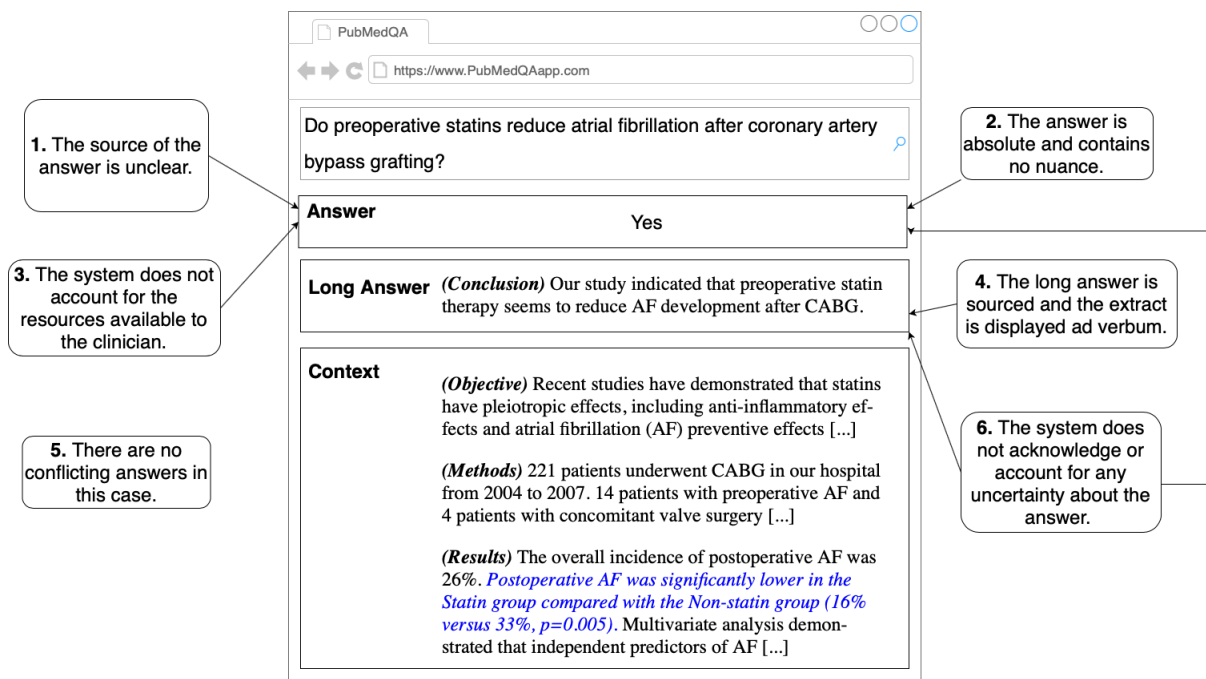 PubMedQA
https://www.PubMedQAapp.com
Do preoperative statins reduce atrial fibrillation after coronary artery
bypass grafting?
1. The source of the
answer is unclear.
2. The answer is
absolute and contains
no nuance.
Answer
Yes
3. The system does not
account for the
resources available to
the clinician.
Long Answer
(Conclusion) Our study indicated that preoperative statin
therapy seems to reduce AF development after CABG.
4. The long answer is
sourced and the extract
is displayed ad verbum.
Context
(Objective) Recent studies have demonstrated that statins
have pleiotropic effects, including anti-inflammatory ef-
fects and atrial fibrillation (AF) preventive effects [...]
(Methods) 221 patients underwent CABG in our hospital
from 2004 to 2007. 14 patients with preoperative AF and
4 patients with concomitant valve surgery [...]
(Results) The overall incidence of postoperative AF was
26%. Postoperative AF was significantly lower in the
Statin group compared with the Non-statin group (16%
versus 33%, p=0.005). Multivariate analysis demon-
strated that independent predictors of AF [...]
5. There are no
conflicting answers in
this case.
6. The system does
not acknowledge or
account for any
uncertainty about the
answer.